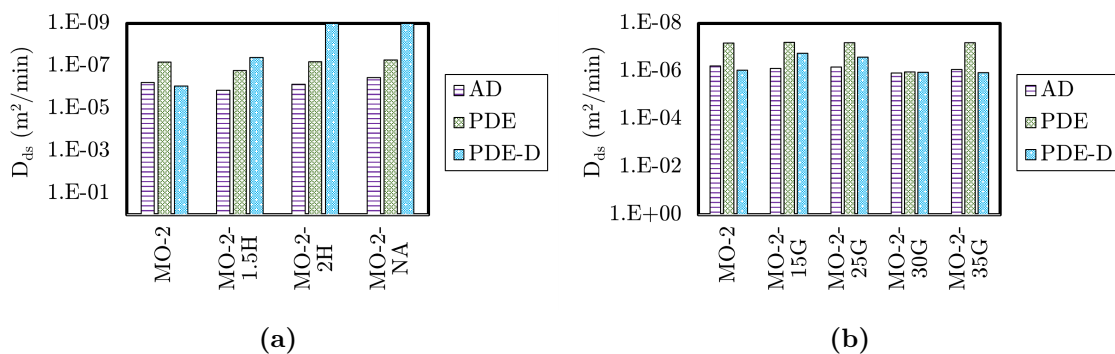 1.E-09
1.E-07
1.E-05
1.E-03
1.E-01
D_ds (m²/min)
MO-2
MO-2-
1.5H
MO-2-
2H
MO-2-
NA
AD
PDE
PDE-D
(a)
1.E-08
1.E-06
1.E-04
1.E-02
1.E+00
D_ds (m²/min)
MO-2
MO-2-
15G
MO-2-
25G
MO-2-
30G
MO-2-
35G
AD
PDE
PDE-D
(b)